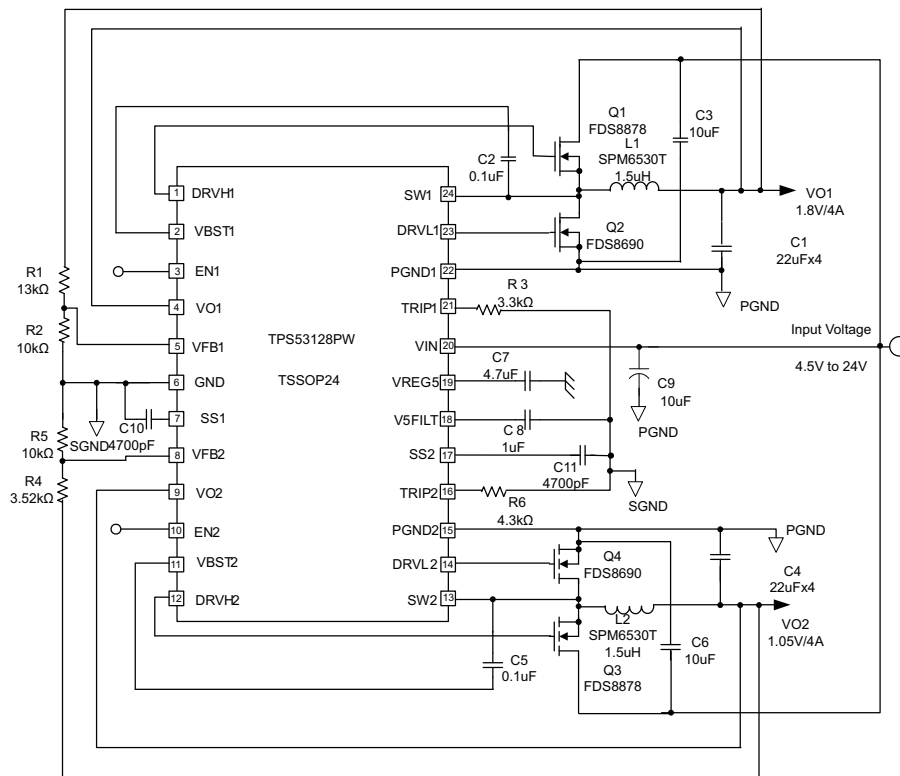 Q1
FDS8878
C3
10uF
L1
SPM6530T
1.5uH
C2
0.1uF
1 DRVH1
SW1 24
VO1
1.8V/4A
2 VBST1
DRVL1 23
Q2
FDS8690
C1
22uFx4
3 EN1
PGND1 22
R1
13kΩ
PGND
4 VO1
TRIP1 21
R 3
3.3kΩ
R2
10kΩ
TPS53128PW
Input Voltage
5 VFB1
VIN 20
4.5V to 24V
TSSOP24
C7
4.7uF
6 GND
VREG5 19
C9
10uF
7 SS1
V5FILT 18
C 8
1uF
PGND
C10
4700pF
SGND
R5
10kΩ
8 VFB2
SS2 17
C11
4700pF
R4
3.52kΩ
9 VO2
TRIP2 16
R6
4.3kΩ
SGND
10 EN2
PGND2 15
PGND
11 VBST2
DRVL2 14
Q4
FDS8690
C4
22uFx4
12 DRVH2
SW2 13
L2
SPM6530T
1.5uH
VO2
1.05V/4A
C6
10uF
C5
0.1uF
Q3
FDS8878